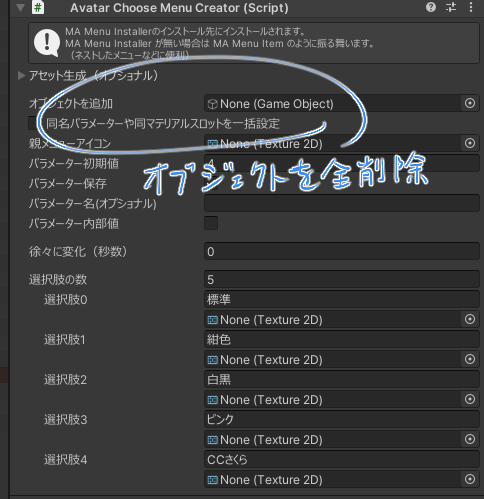 Avatar Choose Menu Creator (Script)
MA Menu Installerのインストール先にインストールされます。
MA Menu Installer が無い場合は MA Menu Item のように振る舞います。
（ネストしたメニューなどに便利）
アセット生成（オプショナル）
オブジェクトを追加 None (Game Object)
同名パラメーターや同マテリアルスロットを一括設定
親メニューアイコン None (Texture 2D)
パラメーター初期値 4
パラメーター保存
オブジェクトを全削除
パラメーター名(オプショナル)
パラメーター内部値
徐々に変化（秒数） 0
選択肢の数 5
選択肢0 標準
None (Texture 2D)
選択肢1 紺色
None (Texture 2D)
選択肢2 白黒
None (Texture 2D)
選択肢3 ピンク
None (Texture 2D)
選択肢4 CCさくら
None (Texture 2D)